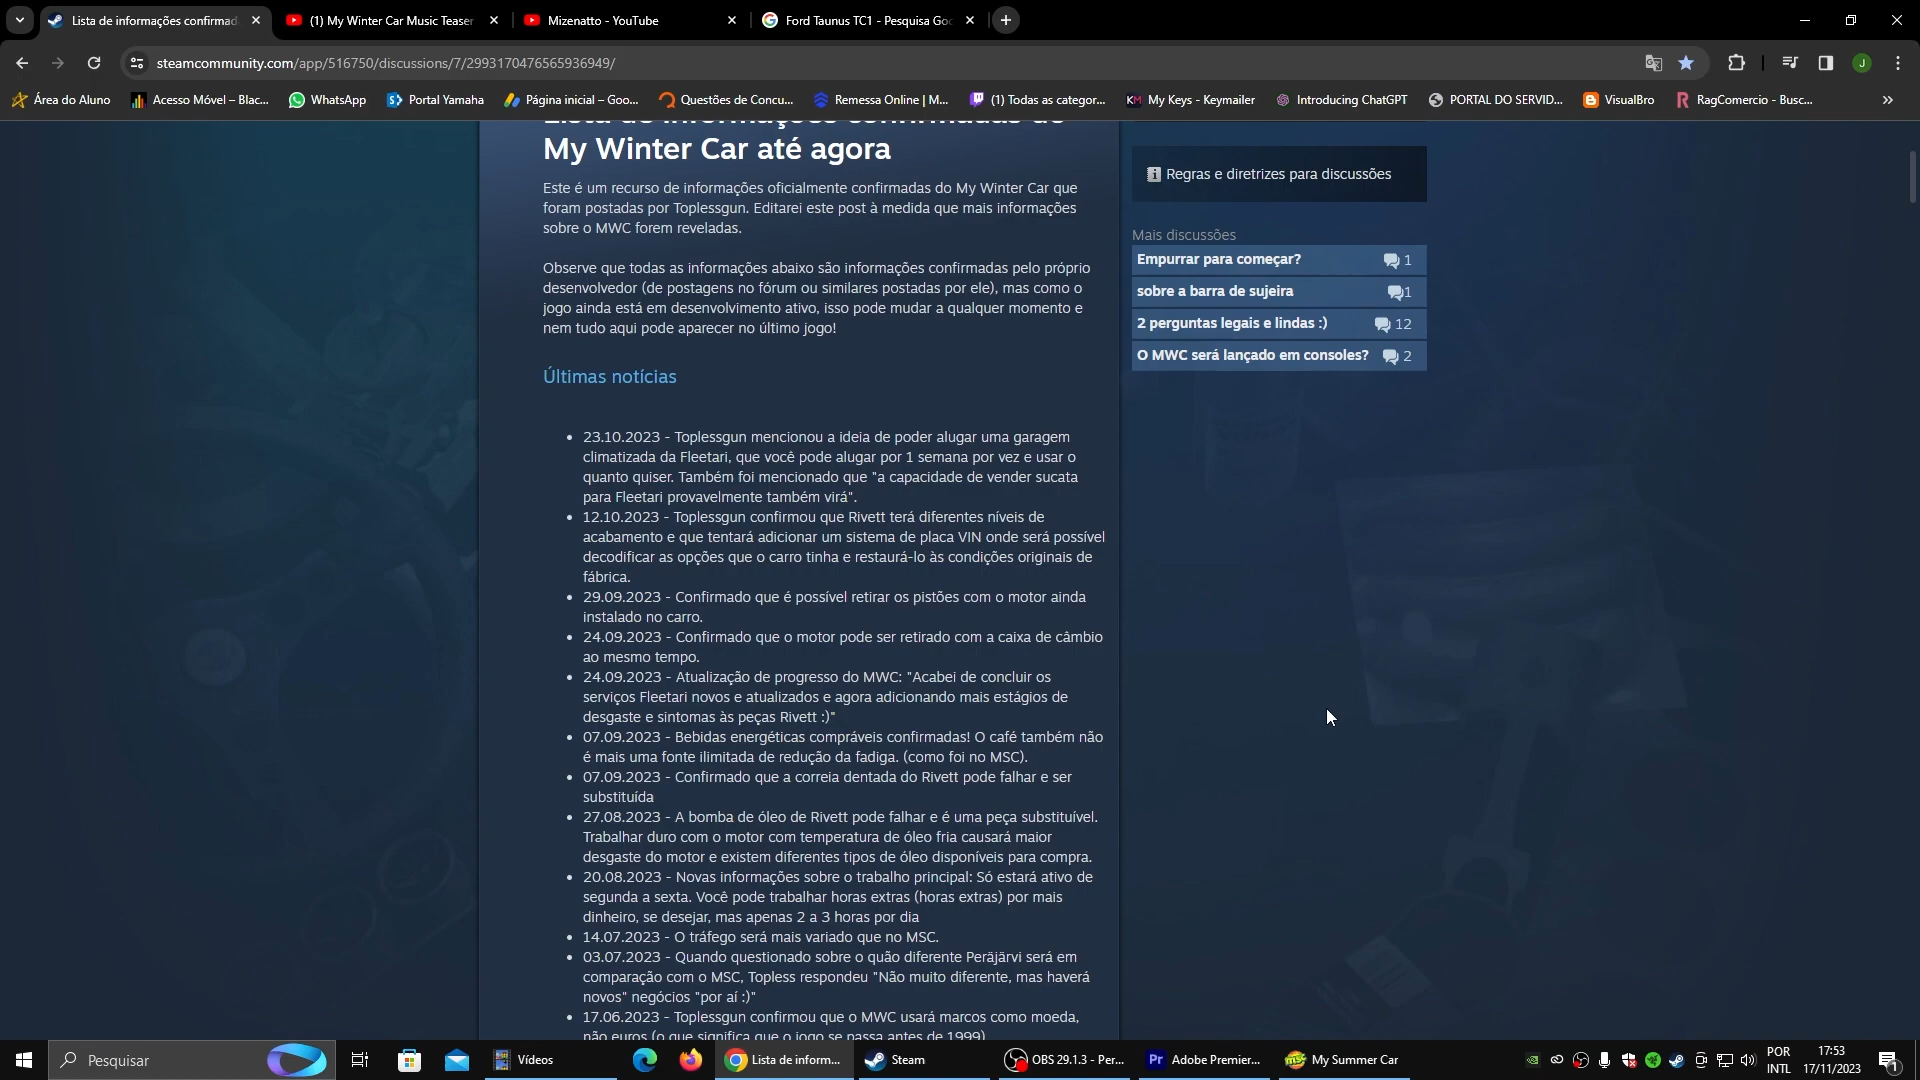 Lista de informações confirmad
(1) My Winter Car Music Teaser
Mizenatto - YouTube
Ford Taunus TC1 - Pesquisa Goo
steamcommunity.com/app/516750/discussions/7/2993170476565936949/
J
Área do Aluno
Acesso Móvel – Blac...
WhatsApp
Portal Yamaha
Página inicial – Goo...
Questões de Concu...
Remessa Online | M...
(1) Todas as categor...
My Keys - Keymailer
Introducing ChatGPT
PORTAL DO SERVID...
VisualBro
RagComercio - Busc...
Lista de informações confirmadas do
My Winter Car até agora
Este é um recurso de informações oficialmente confirmadas do My Winter Car que
foram postadas por Toplessgun. Editarei este post à medida que mais informações
sobre o MWC forem reveladas.
Observe que todas as informações abaixo são informações confirmadas pelo próprio
desenvolvedor (de postagens no fórum ou similares postadas por ele), mas como o
jogo ainda está em desenvolvimento ativo, isso pode mudar a qualquer momento e
nem tudo aqui pode aparecer no último jogo!
Últimas notícias
• 23.10.2023 - Toplessgun mencionou a ideia de poder alugar uma garagem
climatizada da Fleetari, que você pode alugar por 1 semana por vez e usar o
quanto quiser. Também foi mencionado que "a capacidade de vender sucata
para Fleetari provavelmente também virá".
• 12.10.2023 - Toplessgun confirmou que Rivett terá diferentes níveis de
acabamento e que tentará adicionar um sistema de placa VIN onde será possível
decodificar as opções que o carro tinha e restaurá-lo às condições originais de
fábrica.
• 29.09.2023 - Confirmado que é possível retirar os pistões com o motor ainda
instalado no carro.
• 24.09.2023 - Confirmado que o motor pode ser retirado com a caixa de câmbio
ao mesmo tempo.
• 24.09.2023 - Atualização de progresso do MWC: "Acabei de concluir os
serviços Fleetari novos e atualizados e agora adicionando mais estágios de
desgaste e sintomas às peças Rivett :)"
• 07.09.2023 - Bebidas energéticas compráveis confirmadas! O café também não
é mais uma fonte ilimitada de redução da fadiga. (como foi no MSC).
• 07.09.2023 - Confirmado que a correia dentada do Rivett pode falhar e ser
substituída
• 27.08.2023 - A bomba de óleo de Rivett pode falhar e é uma peça substituível.
Trabalhar duro com o motor com temperatura de óleo fria causará maior
desgaste do motor e existem diferentes tipos de óleo disponíveis para compra.
• 20.08.2023 - Novas informações sobre o trabalho principal: Só estará ativo de
segunda a sexta. Você pode trabalhar horas extras (horas extras) por mais
dinheiro, se desejar, mas apenas 2 a 3 horas por dia
• 14.07.2023 - O tráfego será mais variado que no MSC.
• 03.07.2023 - Quando questionado sobre o quão diferente Peräjärvi será em
comparação com o MSC, Topless respondeu "Não muito diferente, mas haverá
novos" negócios "por aí :)"
• 17.06.2023 - Toplessgun confirmou que o MWC usará marcos como moeda,
não euros (o que significa que o jogo se passa antes de 1999)
Regras e diretrizes para discussões
Mais discussões
Empurrar para começar? 1
sobre a barra de sujeira 1
2 perguntas legais e lindas :) 12
O MWC será lançado em consoles? 2
Pesquisar
Vídeos
Lista de inform...
Steam
OBS 29.1.3 - Per...
Pr
Adobe Premier...
My Summer Car
POR
INTL
17:53
17/11/2023
1